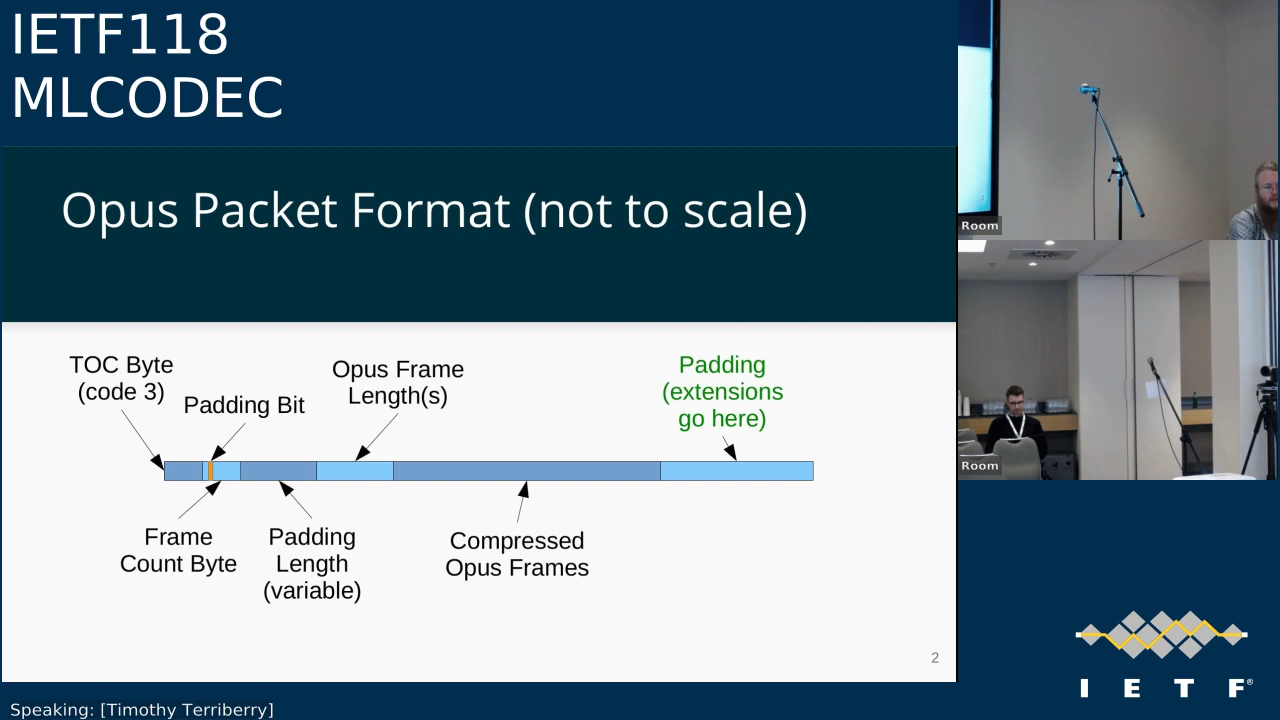 IETF118
MLCODEC
Opus Packet Format (not to scale)
TOC Byte
(code 3)
Padding Bit
Opus Frame
Length(s)
Padding
(extensions
go here)
Frame
Count Byte
Padding
Length
(variable)
Compressed
Opus Frames
2
Room
Room
I E T F®
Speaking: [Timothy Terriberry]